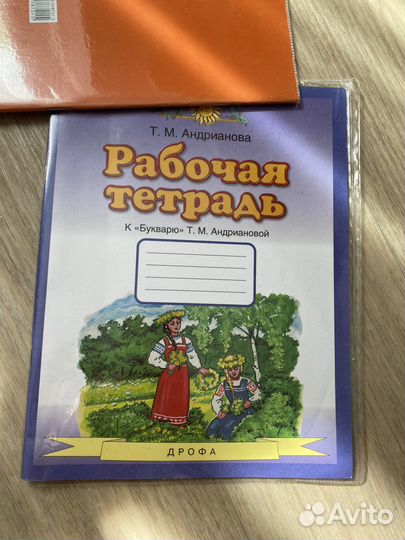 Т. М. Андрианова
Рабочая
тетрадь
К «Букварю» Т. М. Андриановой
ДРОФА
Avito